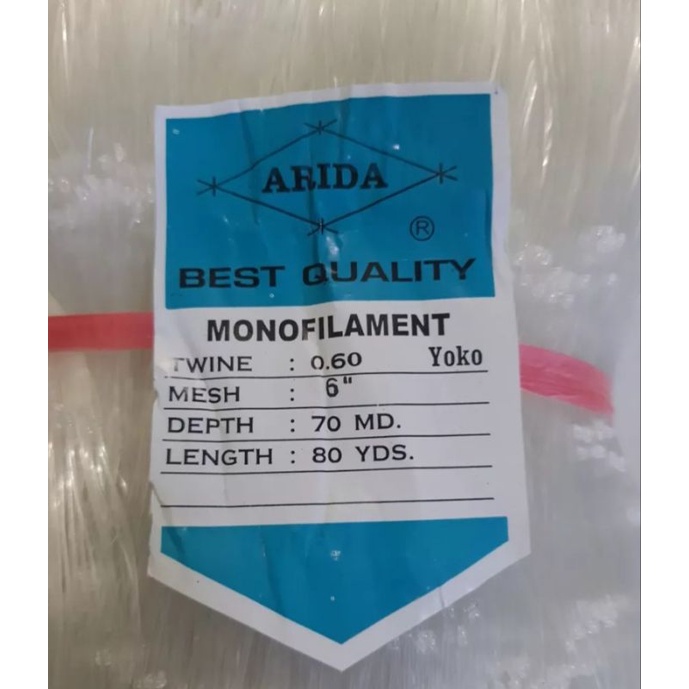 ARIDA
®
BEST QUALITY
MONOFILAMENT
TWINE : 0.60 Yoko
MESH : 6"
DEPTH : 70 MD.
LENGTH : 80 YDS.